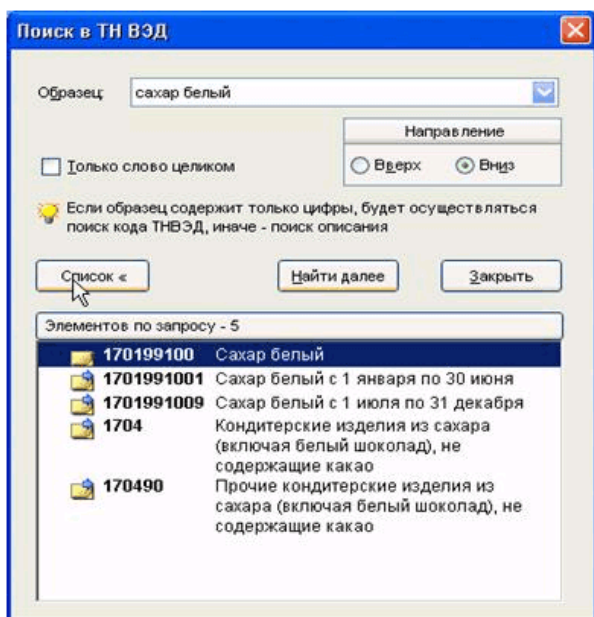 Поиск в ТН ВЭД
Образец: сахар белый
Направление
Только слово целиком
Вверх Вниз
Если образец содержит только цифры, будет осуществляться
поиск кода ТНВЭД, иначе - поиск описания
Список «
Найти далее
Закрыть
Элементов по запросу - 5
170199100 Сахар белый
1701991001 Сахар белый с 1 января по 30 июня
1701991009 Сахар белый с 1 июля по 31 декабря
1704 Кондитерские изделия из сахара
(включая белый шоколад), не
содержащие какао
170490 Прочие кондитерские изделия из
сахара (включая белый шоколад), не
содержащие какао